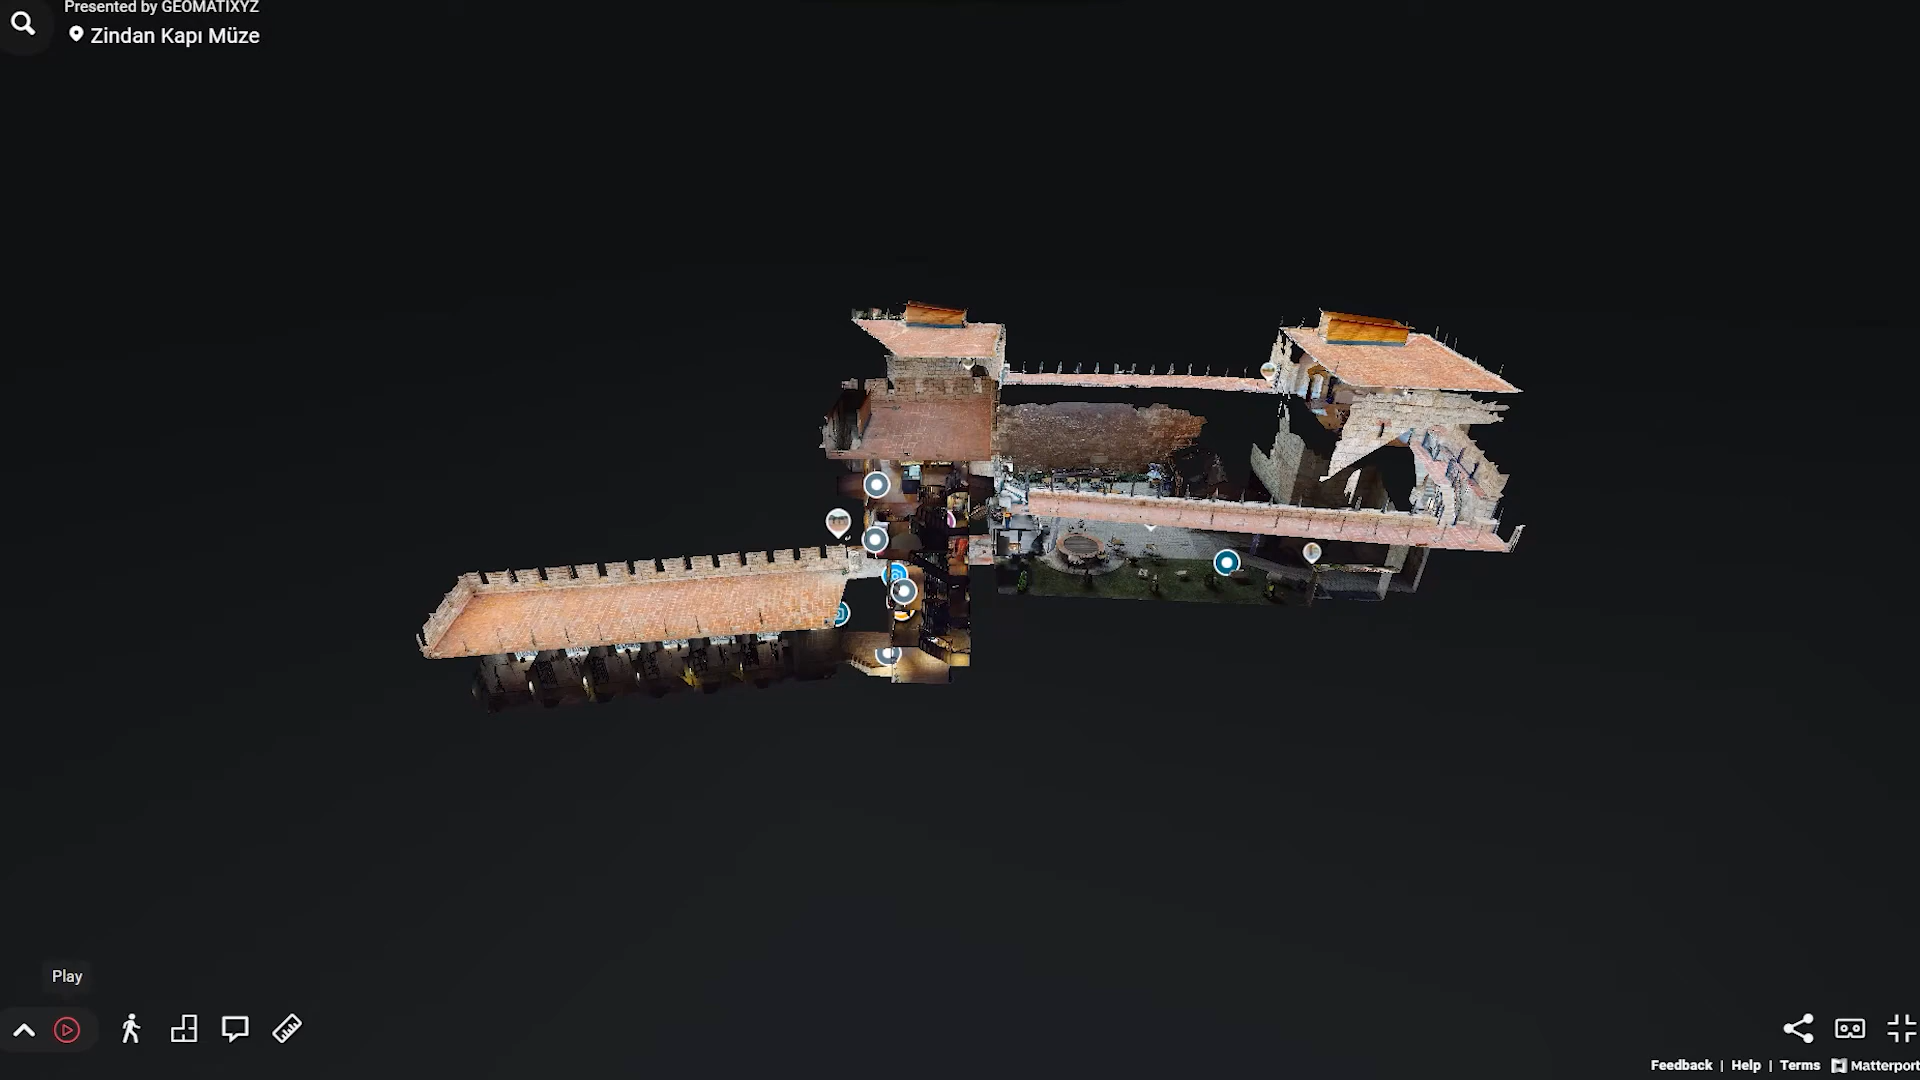 Presented by GEOMATIXYZ
Zindan Kapı Müze
Play
Feedback | Help | Terms Matterport